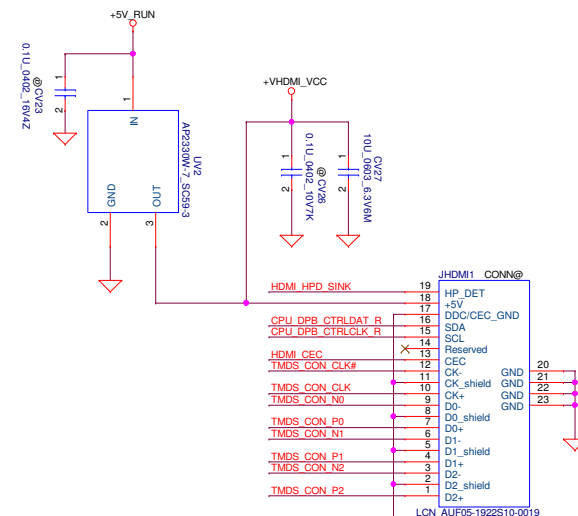 +5V_RUN
1
2
@CV23
0.1U_0402_16V4Z
1
IN
UV2
AP2330W-7_SC59-3
GND
OUT
2
3
+VHDMI_VCC
1
2
@CV26
0.1U_0402_10V7K
1
2
CV27
10U_0603_6.3V6M
JHDMI1 CONN@
HDMI_HPD_SINK 19 HP_DET
18 +5V
17 DDC/CEC_GND
CPU_DPB_CTRLDAT_R 16 SDA
CPU_DPB_CTRLCLK_R 15 SCL
14 Reserved
HDMI_CEC 13 CEC
TMDS_CON_CLK# 12 CK- GND 20
11 CK_shield GND 21
TMDS_CON_CLK 10 CK+ GND 22
TMDS_CON_N0 9 D0- GND 23
8 D0_shield
TMDS_CON_P0 7 D0+
TMDS_CON_N1 6 D1-
5 D1_shield
TMDS_CON_P1 4 D1+
TMDS_CON_N2 3 D2-
2 D2_shield
TMDS_CON_P2 1 D2+
LCN_AUF05-1922S10-0019